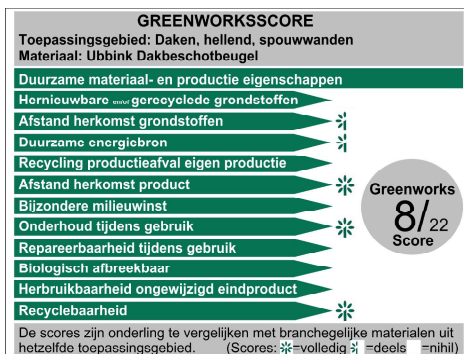 GREENWORKSSCORE
Toepassingsgebied: Daken, hellend, spouwwanden
Materiaal: Ubbink Dakbeschotbeugel
Duurzame materiaal- en productie eigenschappen
Hernieuwbare en/of gerecyclede grondstoffen
Afstand herkomst grondstoffen
Duurzame energiebron
Recycling productieafval eigen productie
Afstand herkomst product
Bijzondere milieuwinst
Onderhoud tijdens gebruik
Repareerbaarheid tijdens gebruik
Biologisch afbreekbaar
Herbruikbaarheid ongewijzigd eindproduct
Recyclebaarheid
Greenworks
8/22
Score
De scores zijn onderling te vergelijken met branchegelijke materialen uit
hetzelfde toepassingsgebied. (Scores: =volledig =deels =nihil)